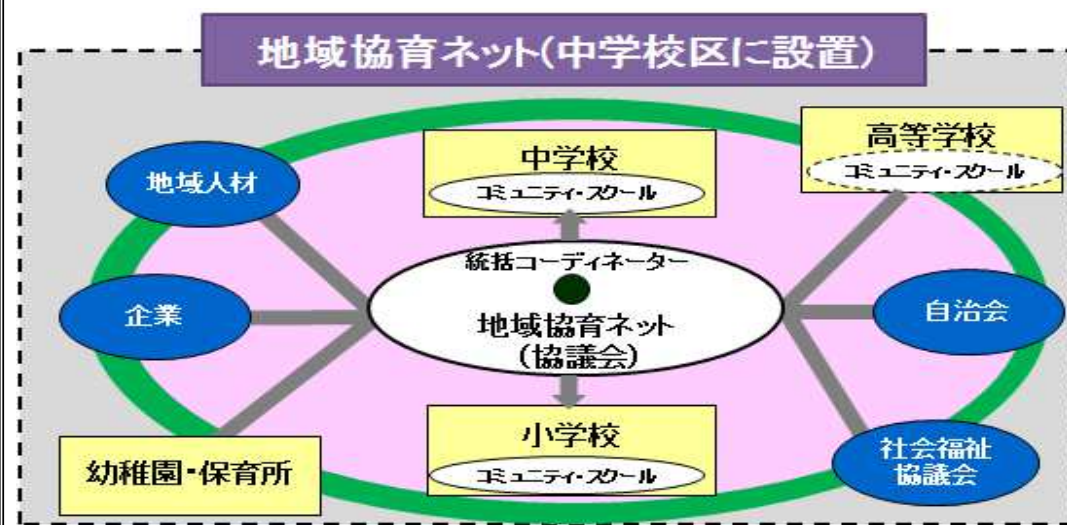 地域協育ネット(中学校区に設置)
高等学校
コミュニティ・スクール
中学校
コミュニティ・スクール
地域人材
統括コーディネーター
企業
自治会
地域協育ネット
(協議会)
小学校
コミュニティ・スクール
幼稚園・保育所
社会福祉
協議会